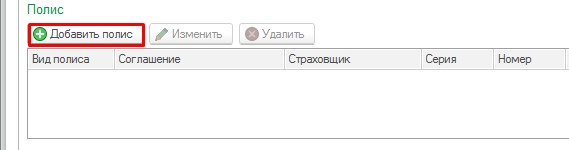 Полис
Добавить полис Изменить Удалить
Вид полиса Соглашение Страховщик Серия Номер